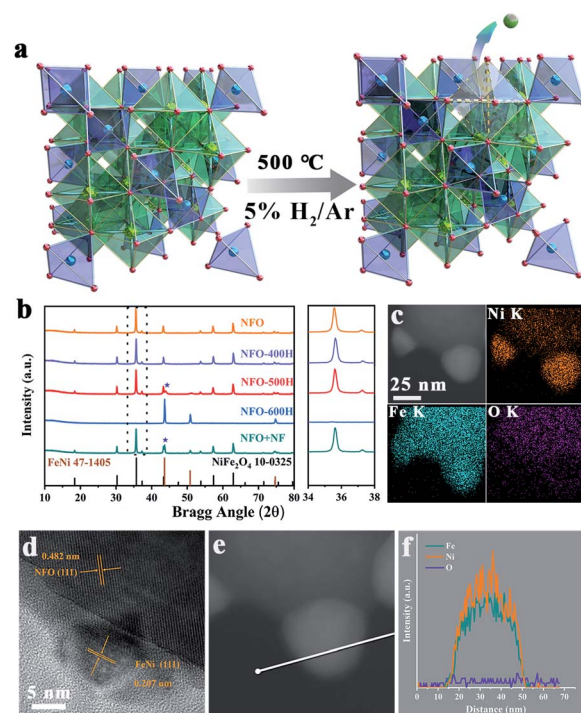 a
500 ℃
5% H2/Ar
b
NFO
NFO-400H
NFO-500H
*
NFO-600H
NFO+NF
*
FeNi 47-1405
NiFe2O4 10-0325
Intensity (a.u.)
10 20 30 40 50 60 70 80
34 36 38
Bragg Angle (2θ)
c
Ni K
25 nm
Fe K
O K
d
0.482 nm
NFO (111)
FeNi (111)
0.207 nm
5 nm
e
f
Fe
Ni
O
Intensity (a.u.)
0 10 20 30 40 50 60 70
Distance (nm)